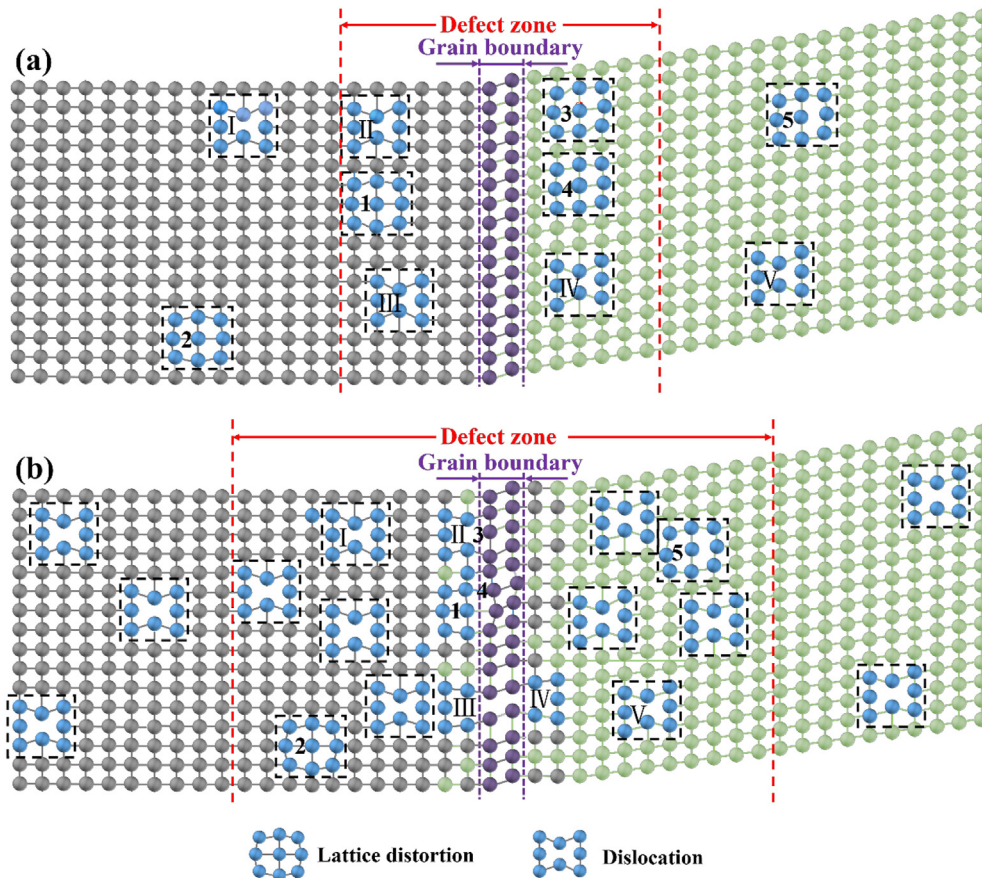 Defect zone
(a)
Grain boundary
I
II
3
5
1
4
III
IV
V
2
Defect zone
(b)
Grain boundary
I
II
3
5
4
1
III
IV
V
2
Lattice distortion
Dislocation